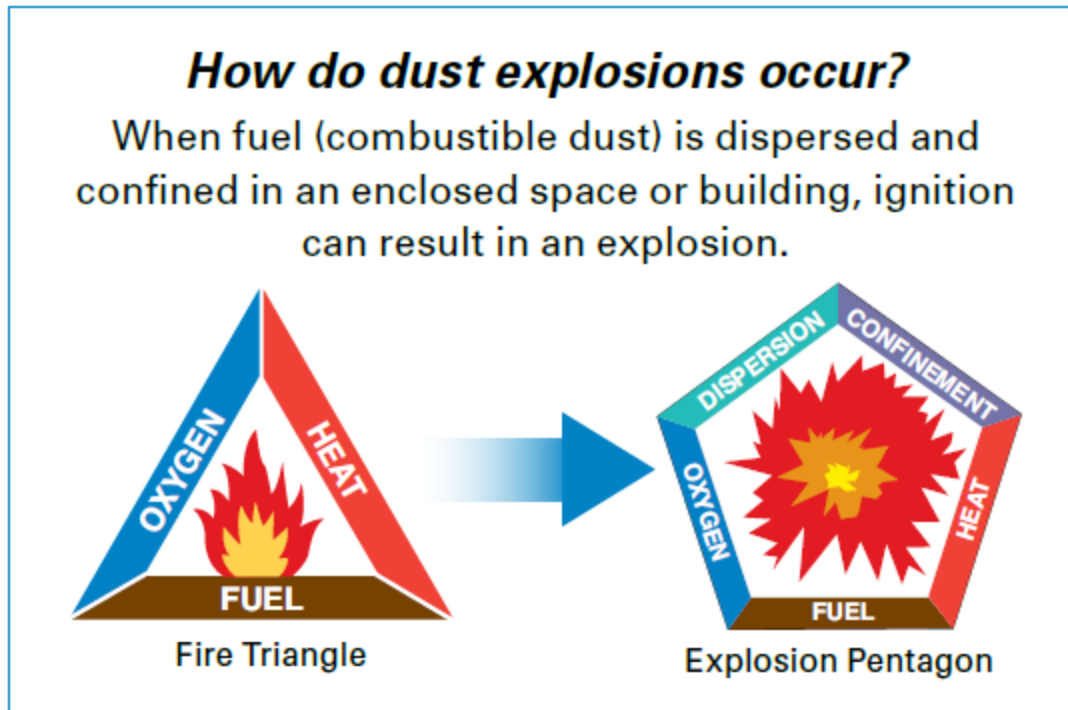 How do dust explosions occur?
When fuel (combustible dust) is dispersed and
confined in an enclosed space or building, ignition
can result in an explosion.
OXYGEN
HEAT
FUEL
Fire Triangle
DISPERSION
CONFINEMENT
OXYGEN
HEAT
FUEL
Explosion Pentagon